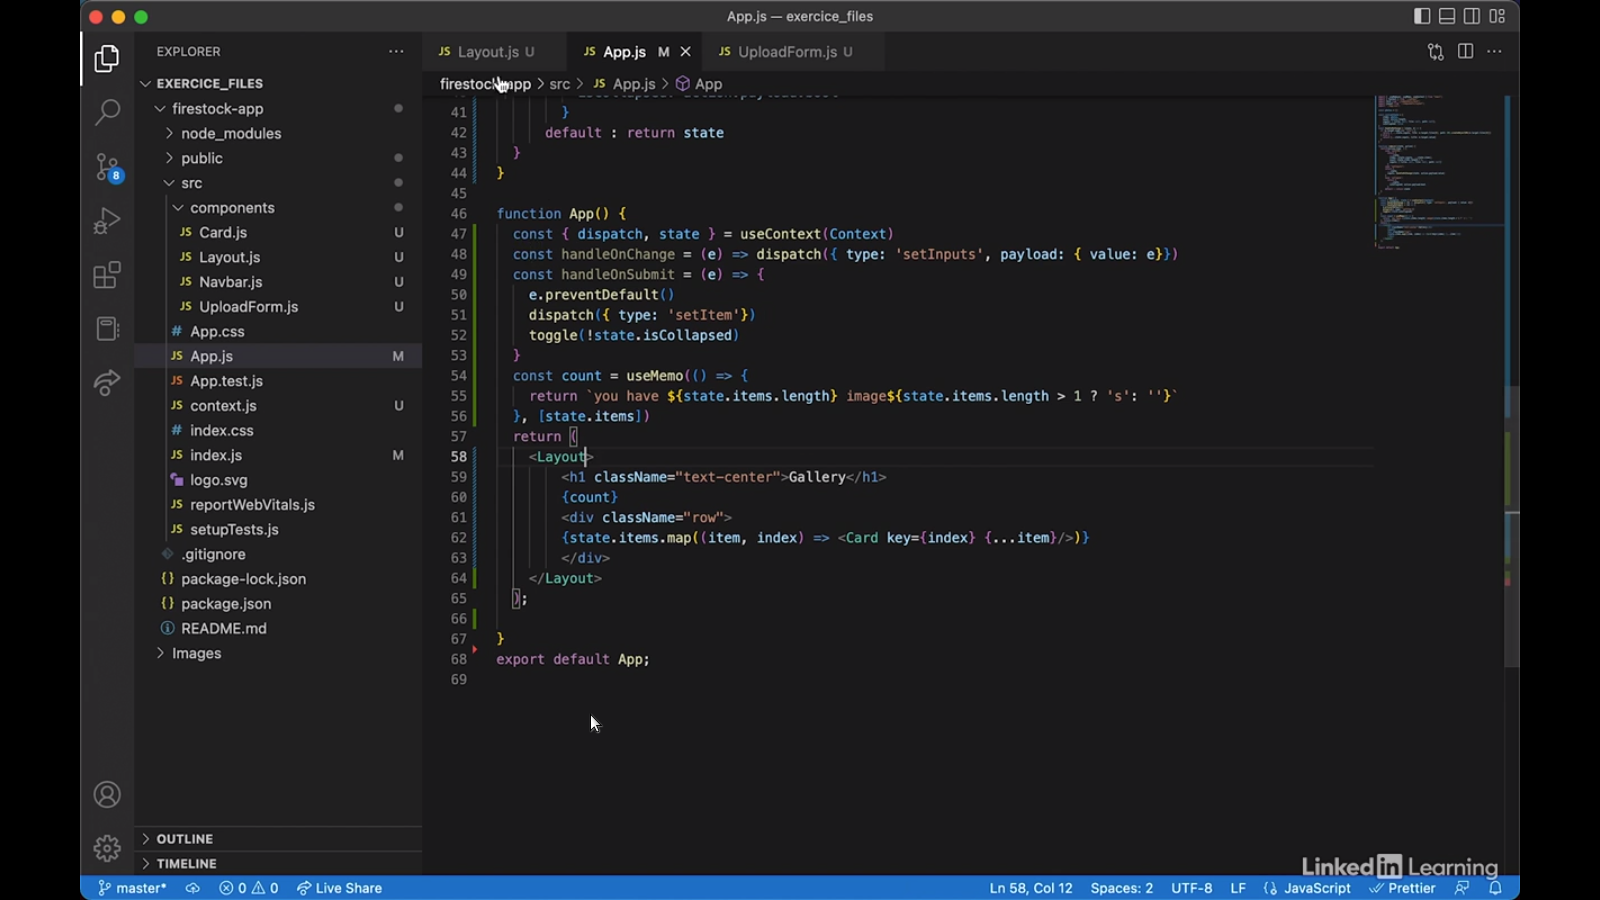 App.js — exercice_files
EXPLORER
EXERCICE_FILES
firestock-app
node_modules
public
src
components
JS Card.js U
JS Layout.js U
JS Navbar.js U
JS UploadForm.js U
# App.css
JS App.js M
JS App.test.js
JS context.js U
# index.css
JS index.js M
logo.svg
JS reportWebVitals.js
JS setupTests.js
.gitignore
{} package-lock.json
{} package.json
README.md
Images
OUTLINE
TIMELINE
8
JS Layout.js U
JS App.js M
JS UploadForm.js U
firestock-app > src > JS App.js > App
41 }
42 default : return state
43 }
44 }
45
46 function App() {
47 const { dispatch, state } = useContext(Context)
48 const handleOnChange = (e) => dispatch({ type: 'setInputs', payload: { value: e}})
49 const handleOnSubmit = (e) => {
50 e.preventDefault()
51 dispatch({ type: 'setItem'})
52 toggle(!state.isCollapsed)
53 }
54 const count = useMemo(() => {
55 return `you have ${state.items.length} image${state.items.length > 1 ? 's': ''}`
56 }, [state.items])
57 return (
58 <Layout>
59 <h1 className="text-center">Gallery</h1>
60 {count}
61 <div className="row">
62 {state.items.map((item, index) => <Card key={index} {...item}/>)}
63 </div>
64 </Layout>
65 );
66
67 }
68 export default App;
69
LinkedIn Learning
master* 0 0 Live Share
Ln 58, Col 12 Spaces: 2 UTF-8 LF {} JavaScript Prettier